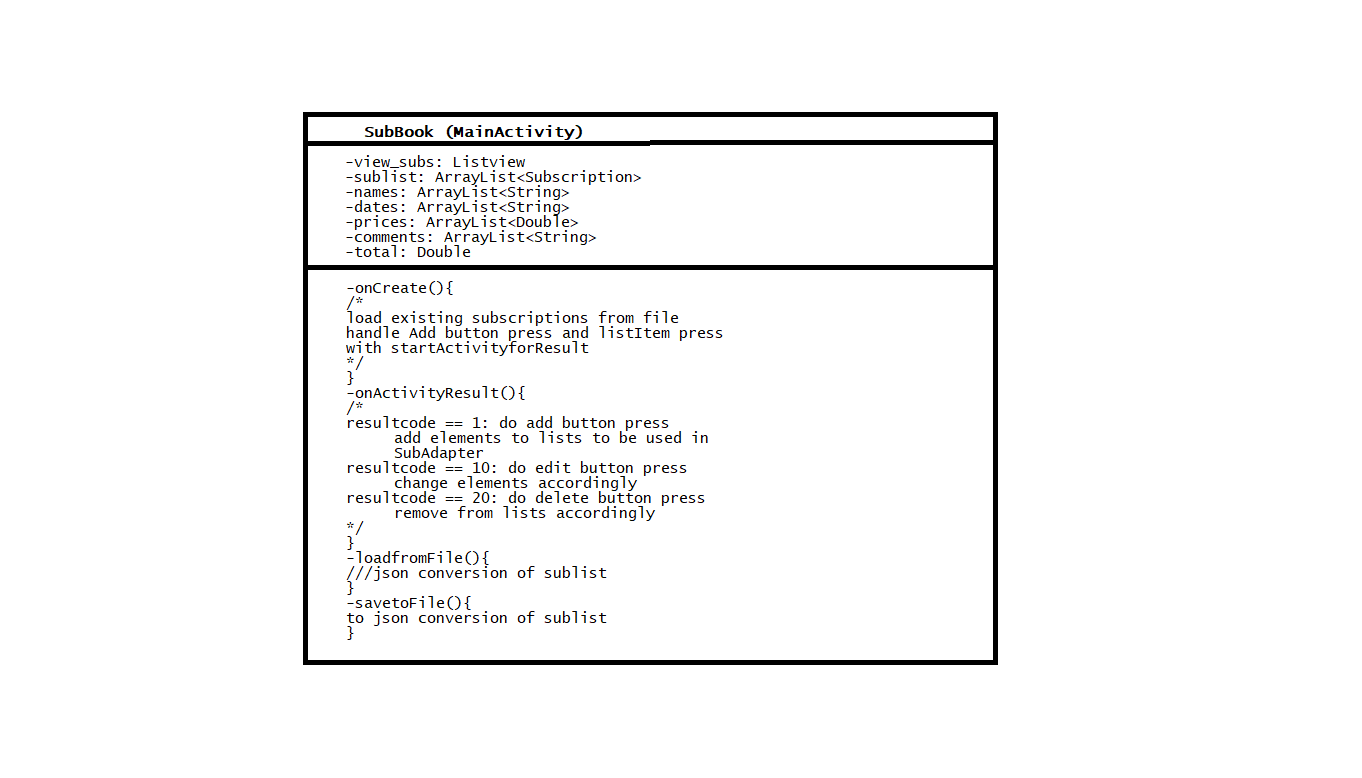 SubBook (MainActivity)
-view_subs: Listview
-sublist: ArrayList<Subscription>
-names: ArrayList<String>
-dates: ArrayList<String>
-prices: ArrayList<Double>
-comments: ArrayList<String>
-total: Double
-onCreate(){
/*
load existing subscriptions from file
handle Add button press and listItem press
with startActivityforResult
*/
}
-onActivityResult(){
/*
resultcode == 1: do add button press
add elements to lists to be used in
SubAdapter
resultcode == 10: do edit button press
change elements accordingly
resultcode == 20: do delete button press
remove from lists accordingly
*/
}
-loadfromFile(){
///json conversion of sublist
}
-savetoFile(){
to json conversion of sublist
}